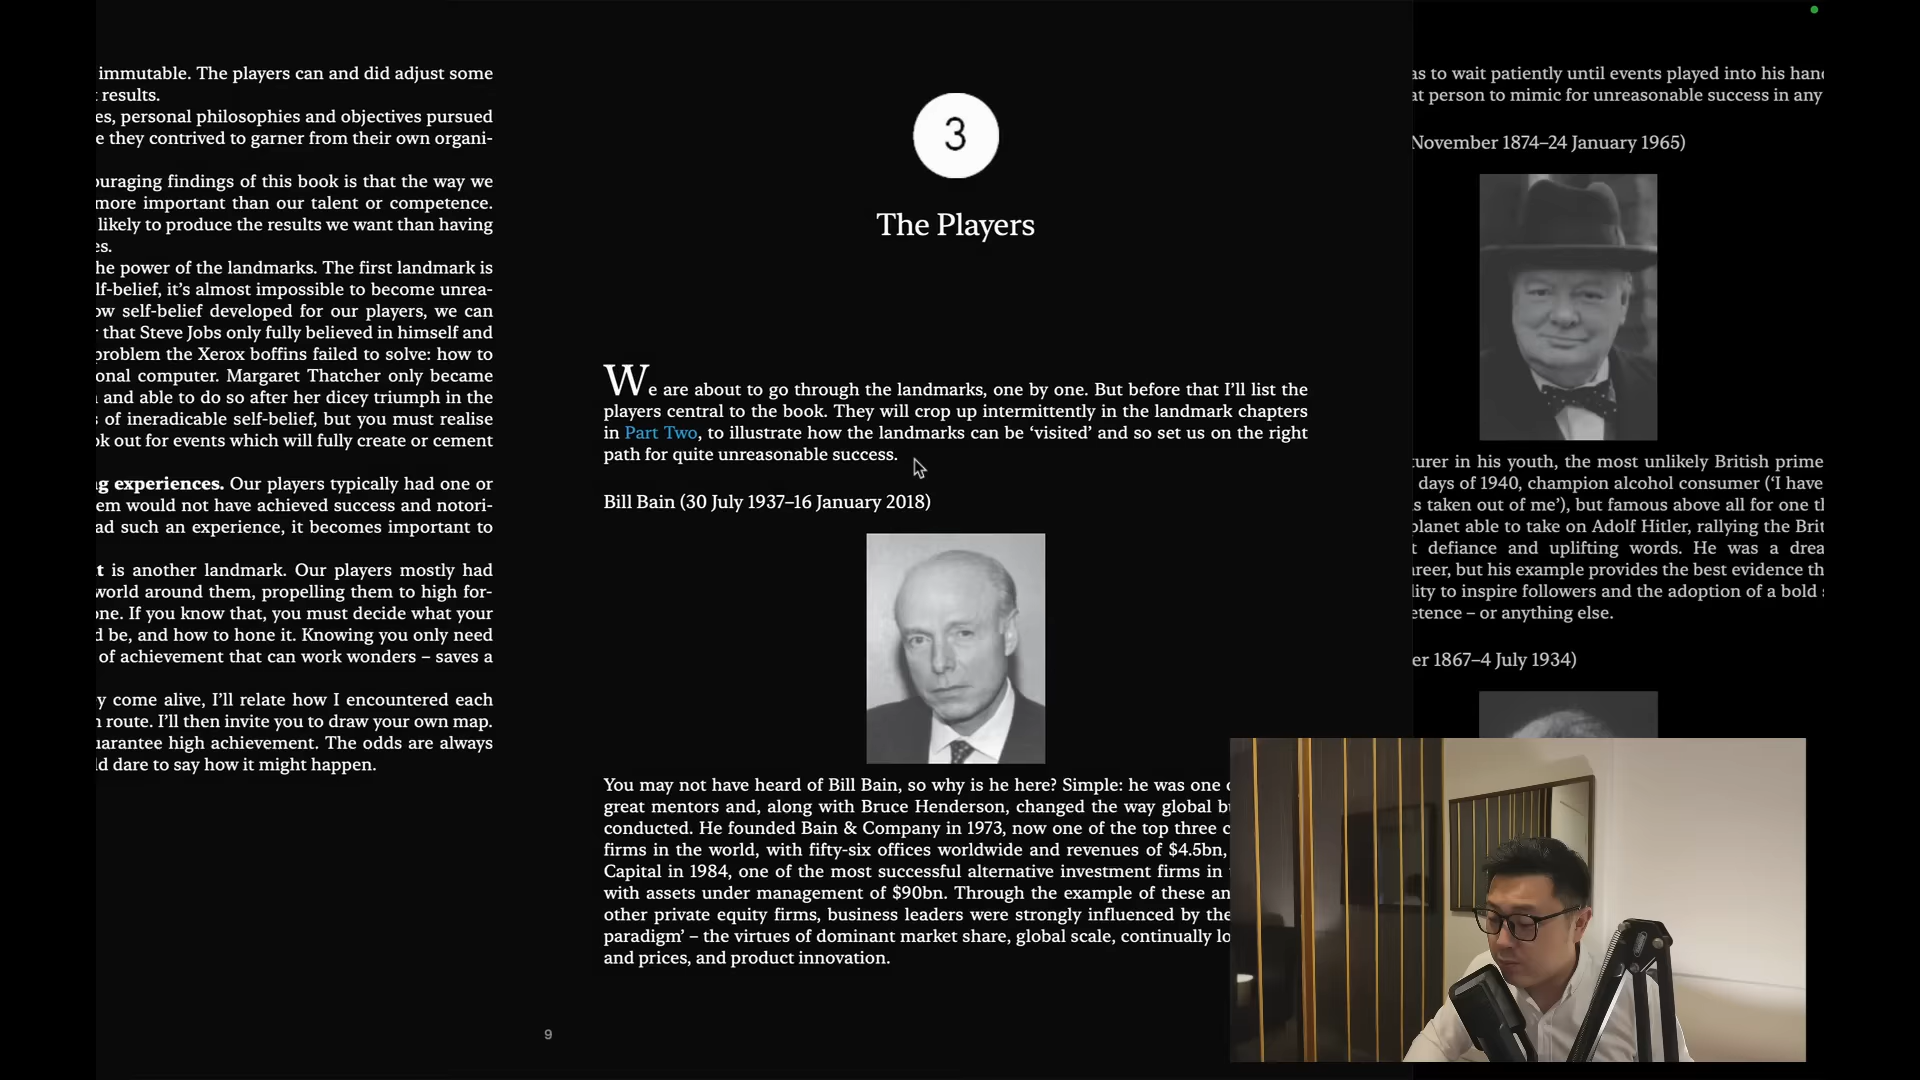 immutable. The players can and did adjust some
results.
es, personal philosophies and objectives pursued
e they contrived to garner from their own organi-
ouraging findings of this book is that the way we
more important than our talent or competence.
likely to produce the results we want than having
es.
he power of the landmarks. The first landmark is
lf-belief, it's almost impossible to become unrea-
ow self-belief developed for our players, we can
that Steve Jobs only fully believed in himself and
problem the Xerox boffins failed to solve: how to
onal computer. Margaret Thatcher only became
and able to do so after her dicey triumph in the
s of ineradicable self-belief, but you must realise
ok out for events which will fully create or cement
g experiences. Our players typically had one or
em would not have achieved success and notori-
ad such an experience, it becomes important to
t is another landmark. Our players mostly had
world around them, propelling them to high for-
one. If you know that, you must decide what your
d be, and how to hone it. Knowing you only need
of achievement that can work wonders – saves a
y come alive, I'll relate how I encountered each
n route. I'll then invite you to draw your own map.
uarantee high achievement. The odds are always
ld dare to say how it might happen.
3
The Players
We are about to go through the landmarks, one by one. But before that I'll list the
players central to the book. They will crop up intermittently in the landmark chapters
in Part Two, to illustrate how the landmarks can be 'visited' and so set us on the right
path for quite unreasonable success.
Bill Bain (30 July 1937–16 January 2018)
You may not have heard of Bill Bain, so why is he here? Simple: he was one
great mentors and, along with Bruce Henderson, changed the way global b
conducted. He founded Bain & Company in 1973, now one of the top three c
firms in the world, with fifty-six offices worldwide and revenues of $4.5bn,
Capital in 1984, one of the most successful alternative investment firms in
with assets under management of $90bn. Through the example of these an
other private equity firms, business leaders were strongly influenced by the
paradigm' – the virtues of dominant market share, global scale, continually lo
and prices, and product innovation.
9
as to wait patiently until events played into his hand
at person to mimic for unreasonable success in any
November 1874–24 January 1965)
turer in his youth, the most unlikely British prime
days of 1940, champion alcohol consumer ('I have
s taken out of me'), but famous above all for one th
planet able to take on Adolf Hitler, rallying the Brit
t defiance and uplifting words. He was a drea
areer, but his example provides the best evidence th
lity to inspire followers and the adoption of a bold
etence – or anything else.
er 1867–4 July 1934)